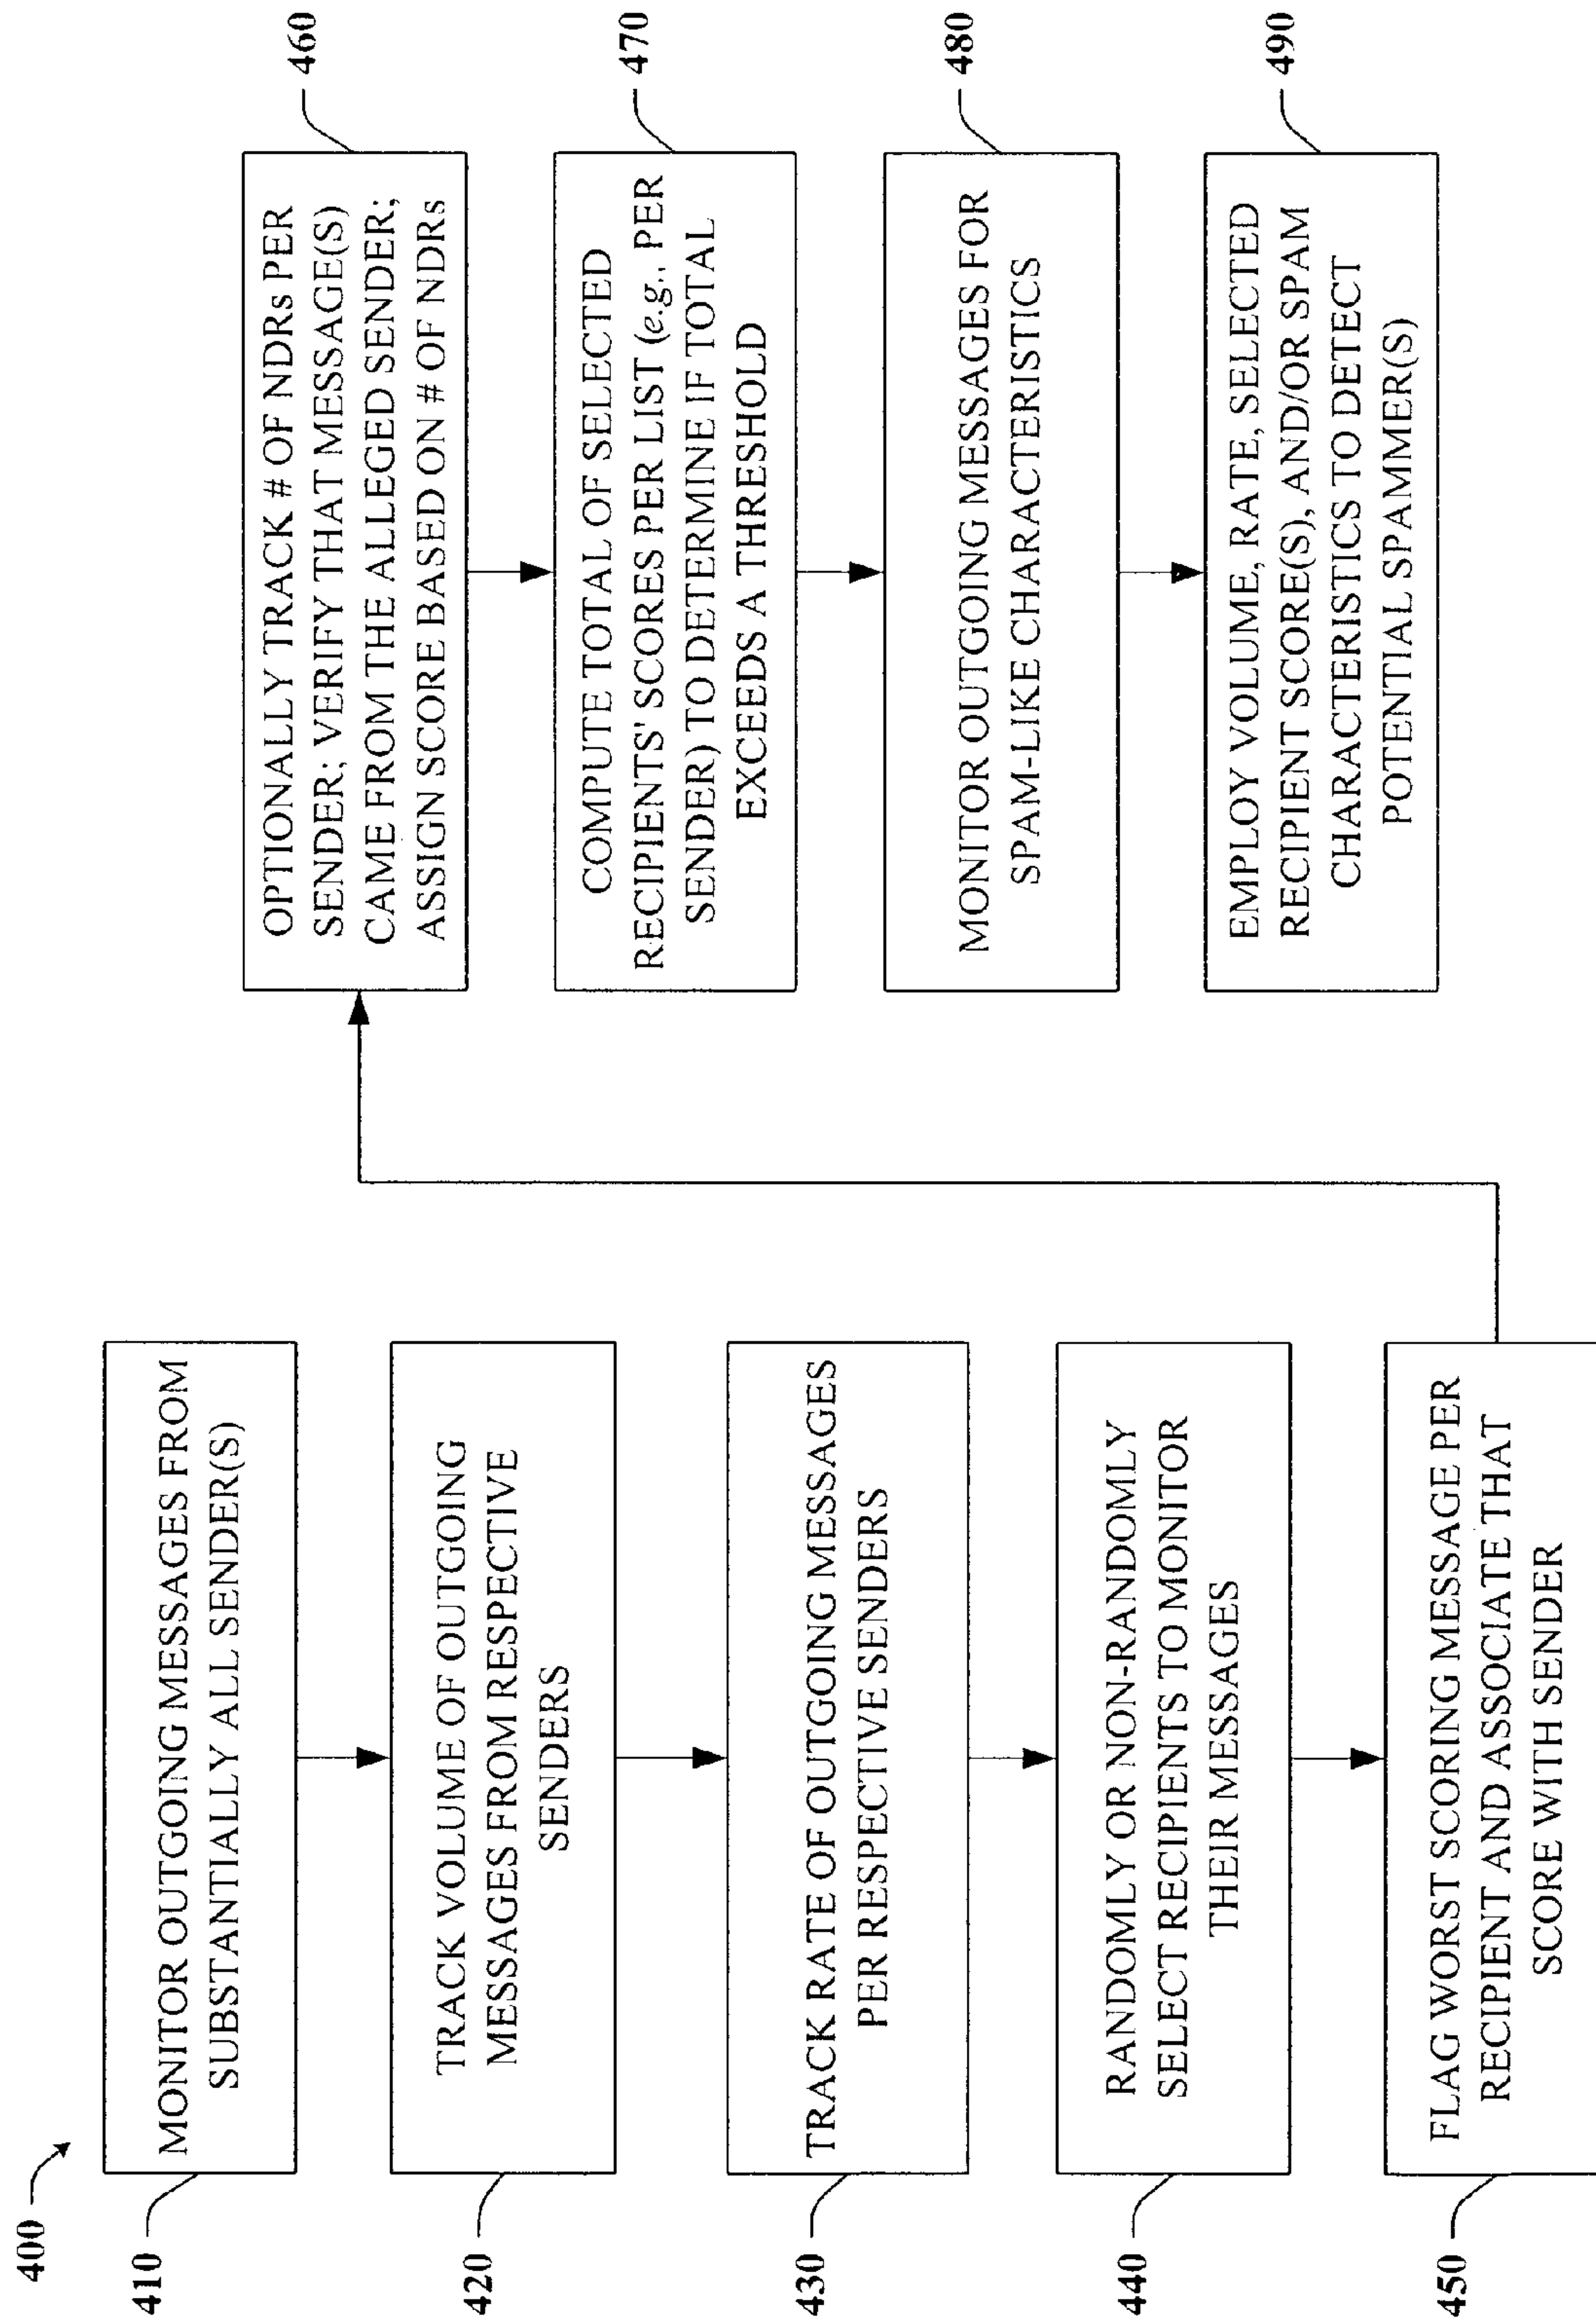 400
410
MONITOR OUTGOING MESSAGES FROM
SUBSTANTIALLY ALL SENDER(S)
420
TRACK VOLUME OF OUTGOING
MESSAGES FROM RESPECTIVE
SENDERS
430
TRACK RATE OF OUTGOING MESSAGES
PER RESPECTIVE SENDERS
440
RANDOMLY OR NON-RANDOMLY
SELECT RECIPIENTS TO MONITOR
THEIR MESSAGES
450
FLAG WORST SCORING MESSAGE PER
RECIPIENT AND ASSOCIATE THAT
SCORE WITH SENDER
460
OPTIONALLY TRACK # OF NDRs PER
SENDER; VERIFY THAT MESSAGE(S)
CAME FROM THE ALLEGED SENDER;
ASSIGN SCORE BASED ON # OF NDRs
470
COMPUTE TOTAL OF SELECTED
RECIPIENTS' SCORES PER LIST (e.g., PER
SENDER) TO DETERMINE IF TOTAL
EXCEEDS A THRESHOLD
480
MONITOR OUTGOING MESSAGES FOR
SPAM-LIKE CHARACTERISTICS
490
EMPLOY VOLUME, RATE, SELECTED
RECIPIENT SCORE(S), AND/OR SPAM
CHARACTERISTICS TO DETECT
POTENTIAL SPAMMER(S)